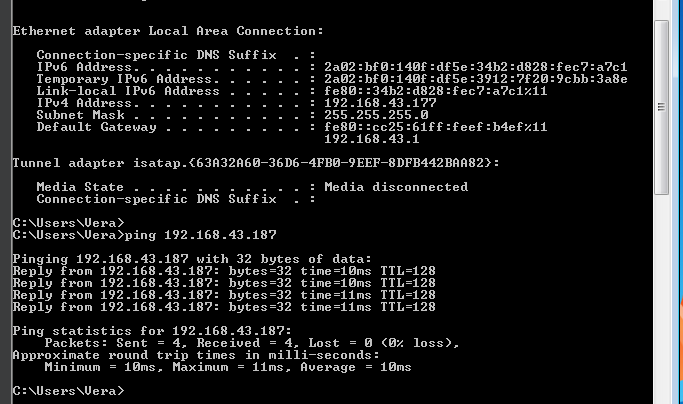 Ethernet adapter Local Area Connection:
Connection-specific DNS Suffix  . :
IPv6 Address. . . . . . . . . . . : 2a02:bf0:140f:df5e:34b2:d828:fec7:a7c1
Temporary IPv6 Address. . . . . . : 2a02:bf0:140f:df5e:3912:7f20:9cbb:3a8e
Link-local IPv6 Address . . . . . : fe80::34b2:d828:fec7:a7c1%11
IPv4 Address. . . . . . . . . . . : 192.168.43.177
Subnet Mask . . . . . . . . . . . : 255.255.255.0
Default Gateway . . . . . . . . . : fe80::cc25:61ff:feef:b4ef%11
192.168.43.1
Tunnel adapter isatap.{63A32A60-36D6-4FB0-9EEF-8DFB442BAA82}:
Media State . . . . . . . . . . . : Media disconnected
Connection-specific DNS Suffix  . :
C:\Users\Vera>
C:\Users\Vera>ping 192.168.43.187
Pinging 192.168.43.187 with 32 bytes of data:
Reply from 192.168.43.187: bytes=32 time=10ms TTL=128
Reply from 192.168.43.187: bytes=32 time=10ms TTL=128
Reply from 192.168.43.187: bytes=32 time=11ms TTL=128
Reply from 192.168.43.187: bytes=32 time=11ms TTL=128
Ping statistics for 192.168.43.187:
Packets: Sent = 4, Received = 4, Lost = 0 (0% loss),
Approximate round trip times in milli-seconds:
Minimum = 10ms, Maximum = 11ms, Average = 10ms
C:\Users\Vera>